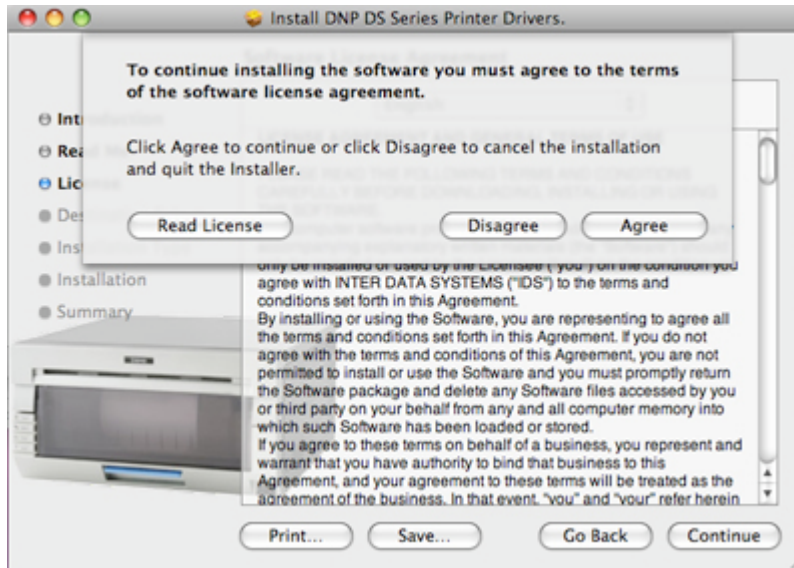 Install DNP DS Series Printer Drivers.
To continue installing the software you must agree to the terms
of the software license agreement.
Click Agree to continue or click Disagree to cancel the installation
and quit the Installer.
Read License
Disagree
Agree
Installation
Summary
only be installed or used by the Licensee ("you") on the condition you
agree with INTER DATA SYSTEMS ("IDS") to the terms and
conditions set forth in this Agreement.
By installing or using the Software, you are representing to agree all
the terms and conditions set forth in this Agreement. If you do not
agree with the terms and conditions of this Agreement, you are not
permitted to install or use the Software and you must promptly return
the Software package and delete any Software files accessed by you
or third party on your behalf from any and all computer memory into
which such Software has been loaded or stored.
If you agree to these terms on behalf of a business, you represent and
warrant that you have authority to bind that business to this
Agreement, and your agreement to these terms will be treated as the
agreement of the business. In that event, "you" and "your" refer herein
Print...
Save...
Go Back
Continue